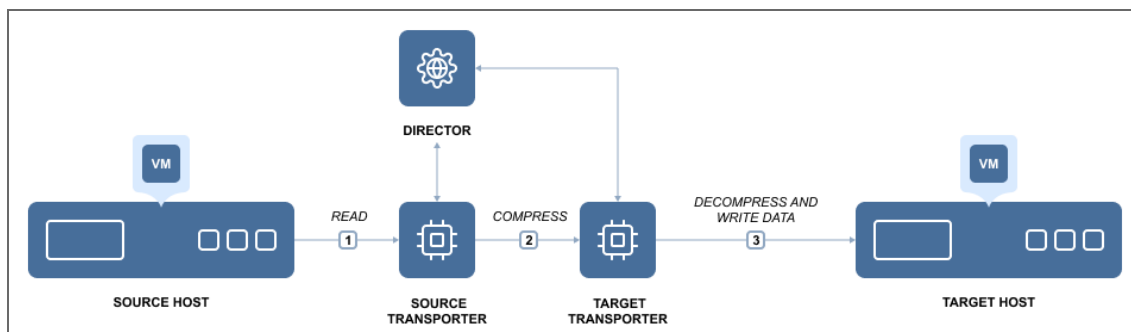 DIRECTOR
VM
VM
READ
1
COMPRESS
2
DECOMPRESS AND
WRITE DATA
3
SOURCE HOST
SOURCE
TRANSPORTER
TARGET
TRANSPORTER
TARGET HOST